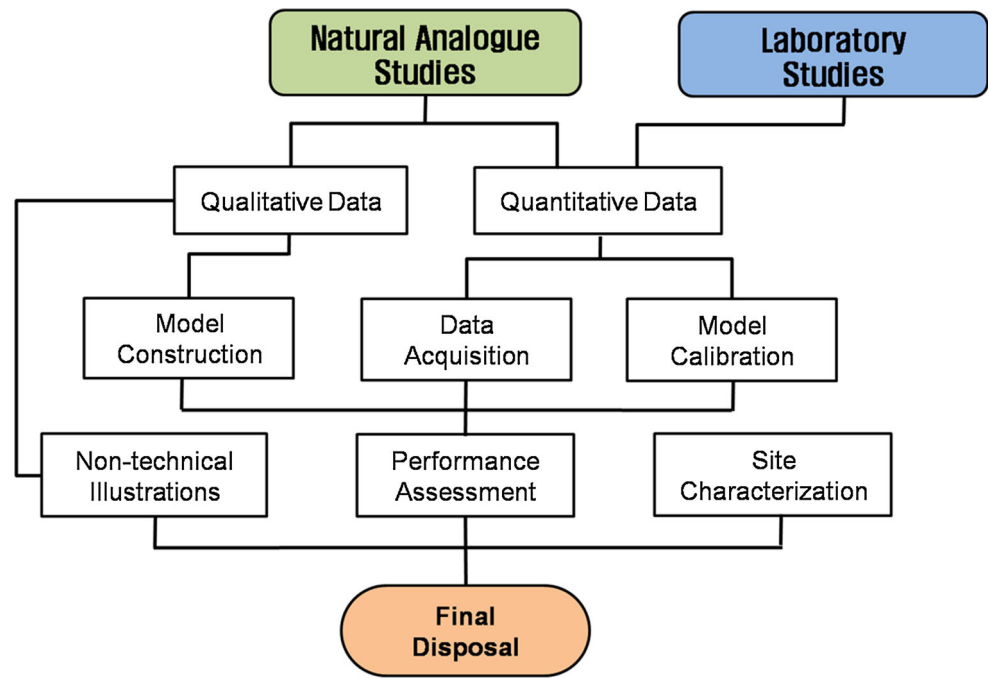 Natural Analogue
Studies
Laboratory
Studies
Qualitative Data
Quantitative Data
Model
Construction
Data
Acquisition
Model
Calibration
Non-technical
Illustrations
Performance
Assessment
Site
Characterization
Final
Disposal